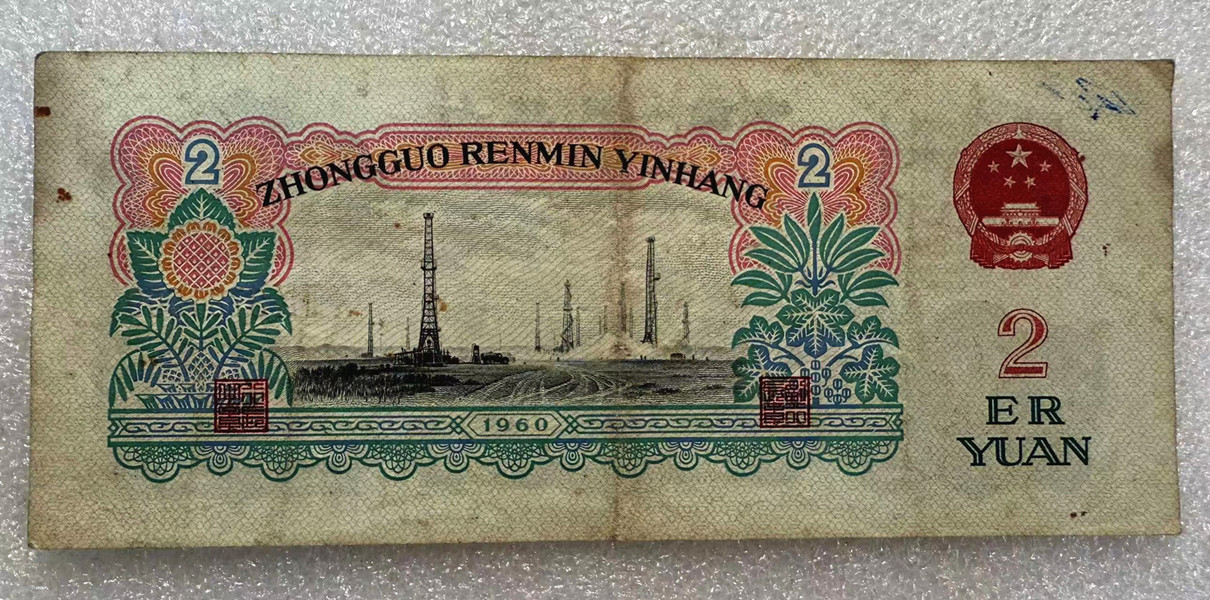 2
2
ZHONGGUO RENMIN YINHANG
2
ER
YUAN
1960